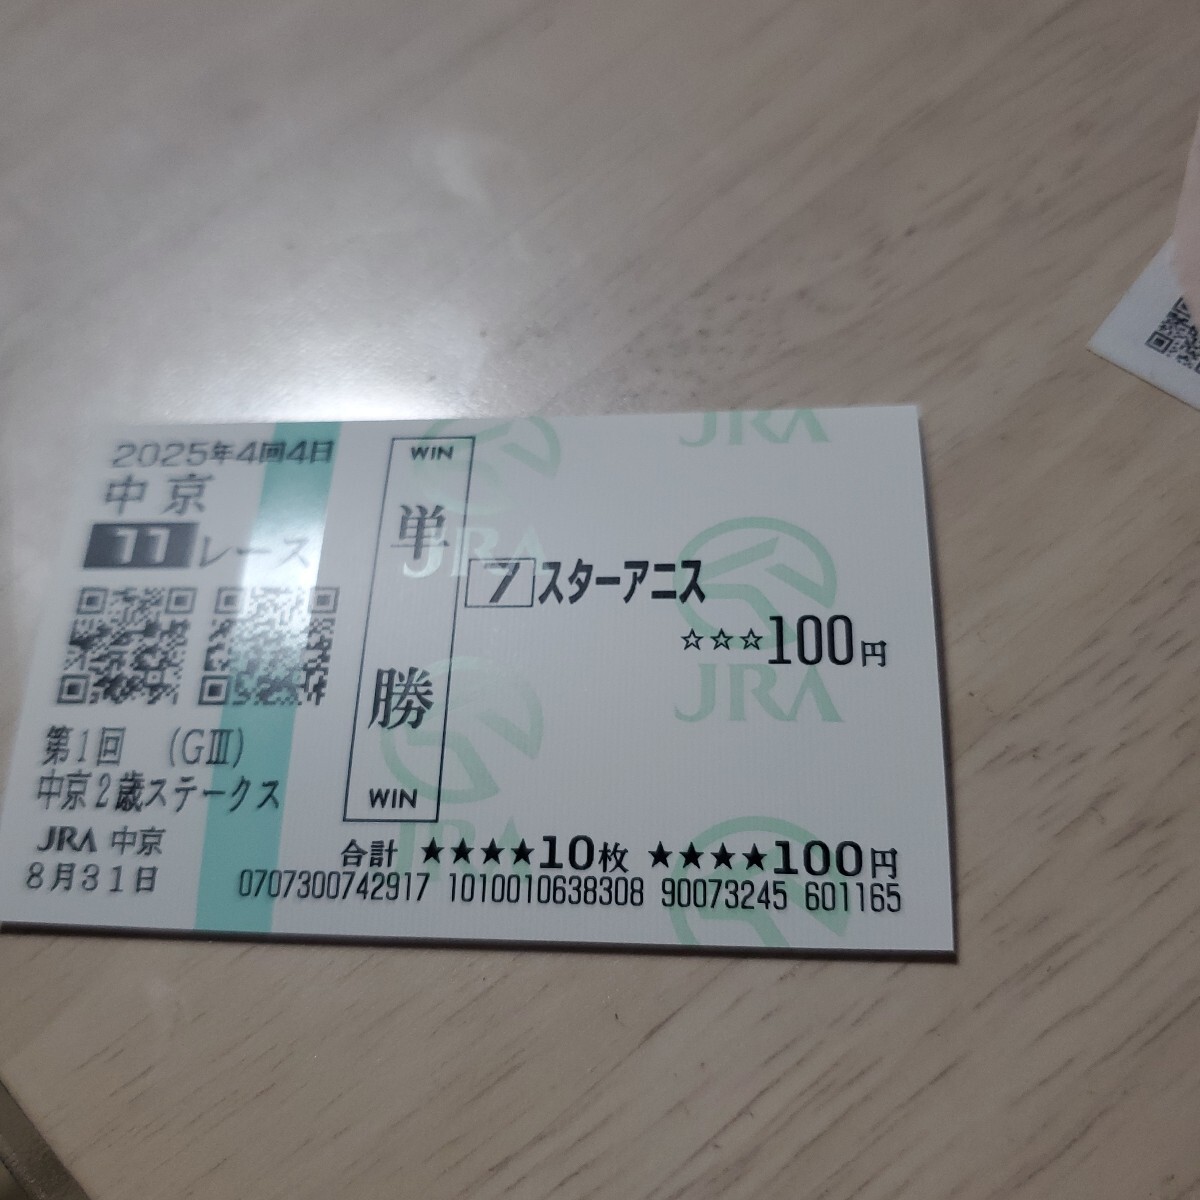 2025年4回4日
中京
11レース
第1回 (GⅢ)
中京2歳ステークス
JRA 中京
8月31日
WIN
単勝
WIN
7 スターアニス
☆☆☆100円
合計 ★★★★10枚 ★★★★100円
0707300742917 1010010638308 90073245 601165
JRA
JRA
JRA
JRA